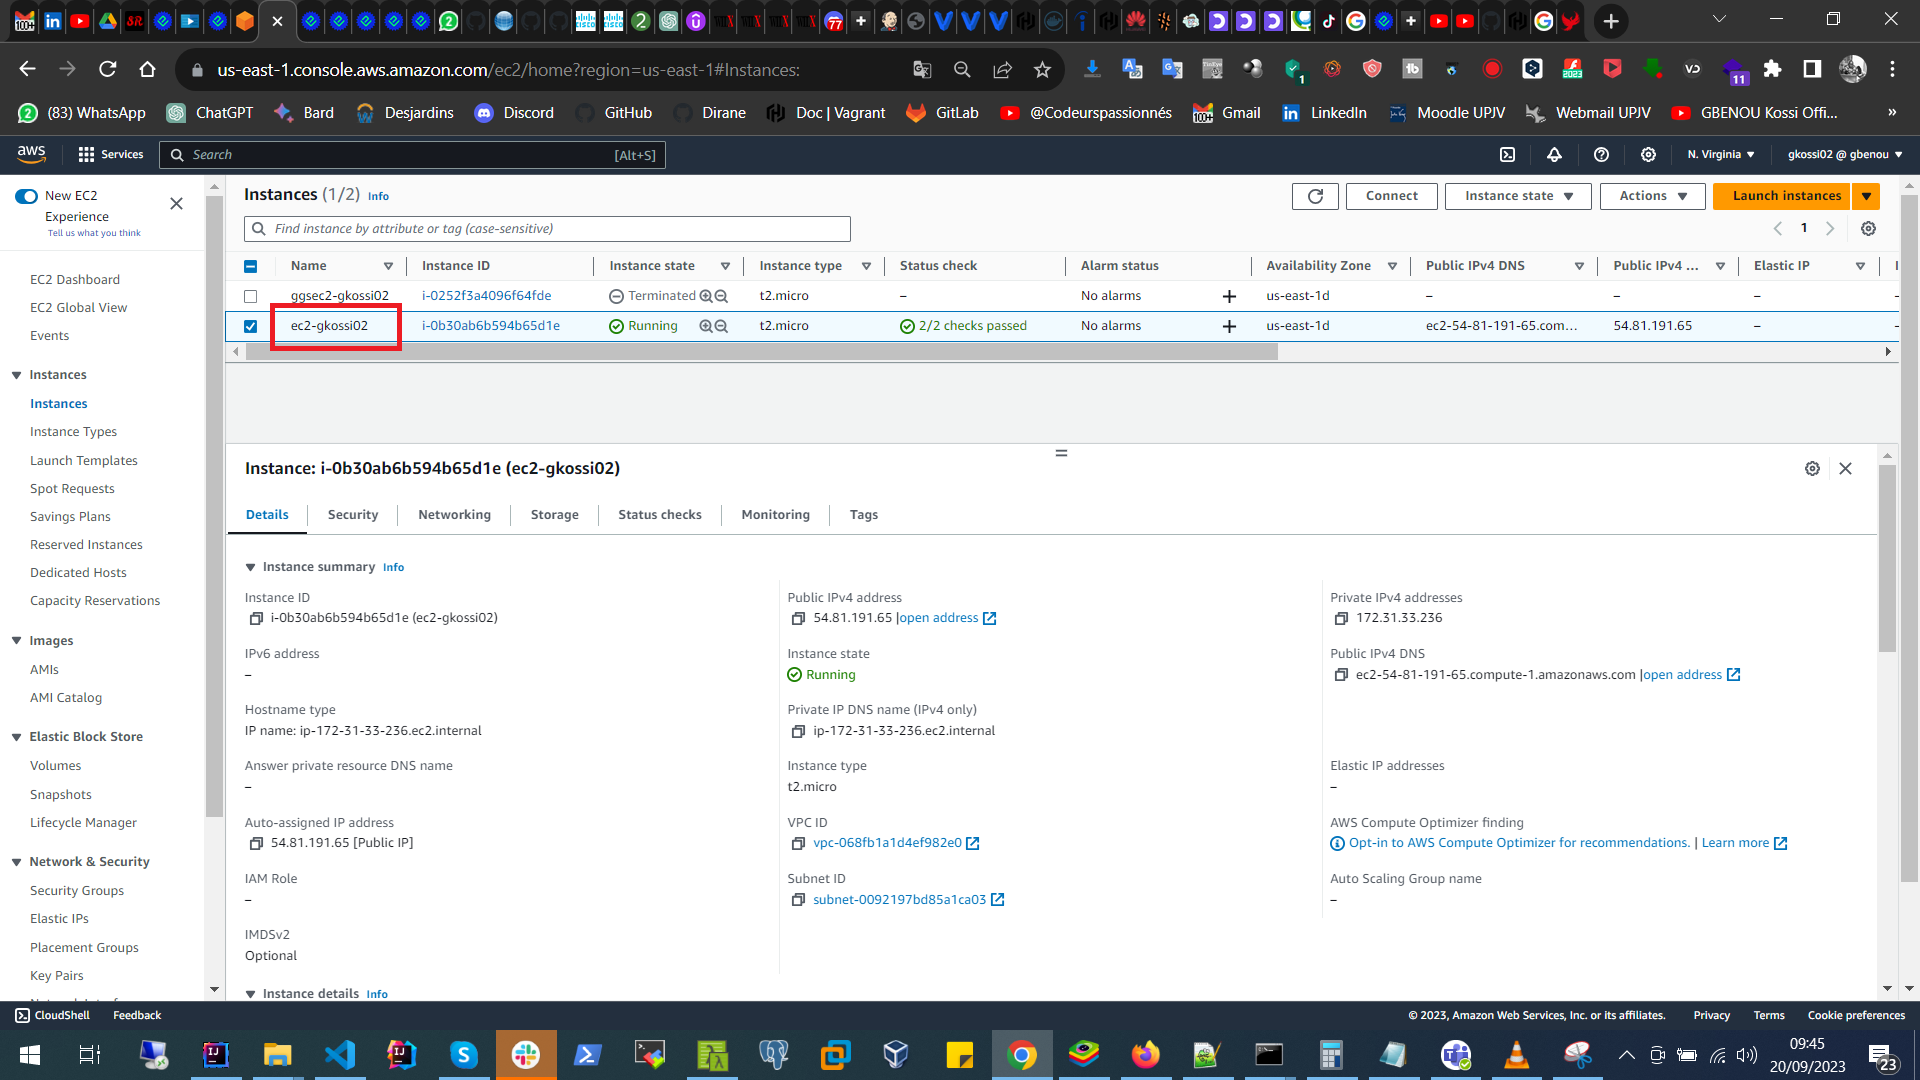 us-east-1.console.aws.amazon.com/ec2/home?region=us-east-1#Instances:
(83) WhatsApp ChatGPT Bard Desjardins Discord GitHub Dirane Doc | Vagrant GitLab @Codeurspassionnés Gmail LinkedIn Moodle UPJV Webmail UPJV GBENOU Kossi Offi... »
aws Services Search [Alt+S] N. Virginia gkossi02 @ gbenou
New EC2
Experience
Tell us what you think
EC2 Dashboard
EC2 Global View
Events
Instances
Instances
Instance Types
Launch Templates
Spot Requests
Savings Plans
Reserved Instances
Dedicated Hosts
Capacity Reservations
Images
AMIs
AMI Catalog
Elastic Block Store
Volumes
Snapshots
Lifecycle Manager
Network & Security
Security Groups
Elastic IPs
Placement Groups
Key Pairs
Instances (1/2) Info
Connect Instance state Actions Launch instances
Find instance by attribute or tag (case-sensitive) 1
Name Instance ID Instance state Instance type Status check Alarm status Availability Zone Public IPv4 DNS Public IPv4 ... Elastic IP
ggsec2-gkossi02 i-0252f3a4096f64fde Terminated t2.micro – No alarms + us-east-1d – – –
ec2-gkossi02 i-0b30ab6b594b65d1e Running t2.micro 2/2 checks passed No alarms + us-east-1d ec2-54-81-191-65.com... 54.81.191.65 –
Instance: i-0b30ab6b594b65d1e (ec2-gkossi02)
Details Security Networking Storage Status checks Monitoring Tags
Instance summary Info
Instance ID
i-0b30ab6b594b65d1e (ec2-gkossi02)
Public IPv4 address
54.81.191.65 |open address
Private IPv4 addresses
172.31.33.236
IPv6 address
–
Instance state
Running
Public IPv4 DNS
ec2-54-81-191-65.compute-1.amazonaws.com |open address
Hostname type
IP name: ip-172-31-33-236.ec2.internal
Private IP DNS name (IPv4 only)
ip-172-31-33-236.ec2.internal
Answer private resource DNS name
–
Instance type
t2.micro
Elastic IP addresses
–
Auto-assigned IP address
54.81.191.65 [Public IP]
VPC ID
vpc-068fb1a1d4ef982e0
AWS Compute Optimizer finding
Opt-in to AWS Compute Optimizer for recommendations. | Learn more
IAM Role
–
Subnet ID
subnet-0092197bd85a1ca03
Auto Scaling Group name
–
IMDSv2
Optional
Instance details Info
CloudShell Feedback © 2023, Amazon Web Services, Inc. or its affiliates. Privacy Terms Cookie preferences
09:45
20/09/2023
23